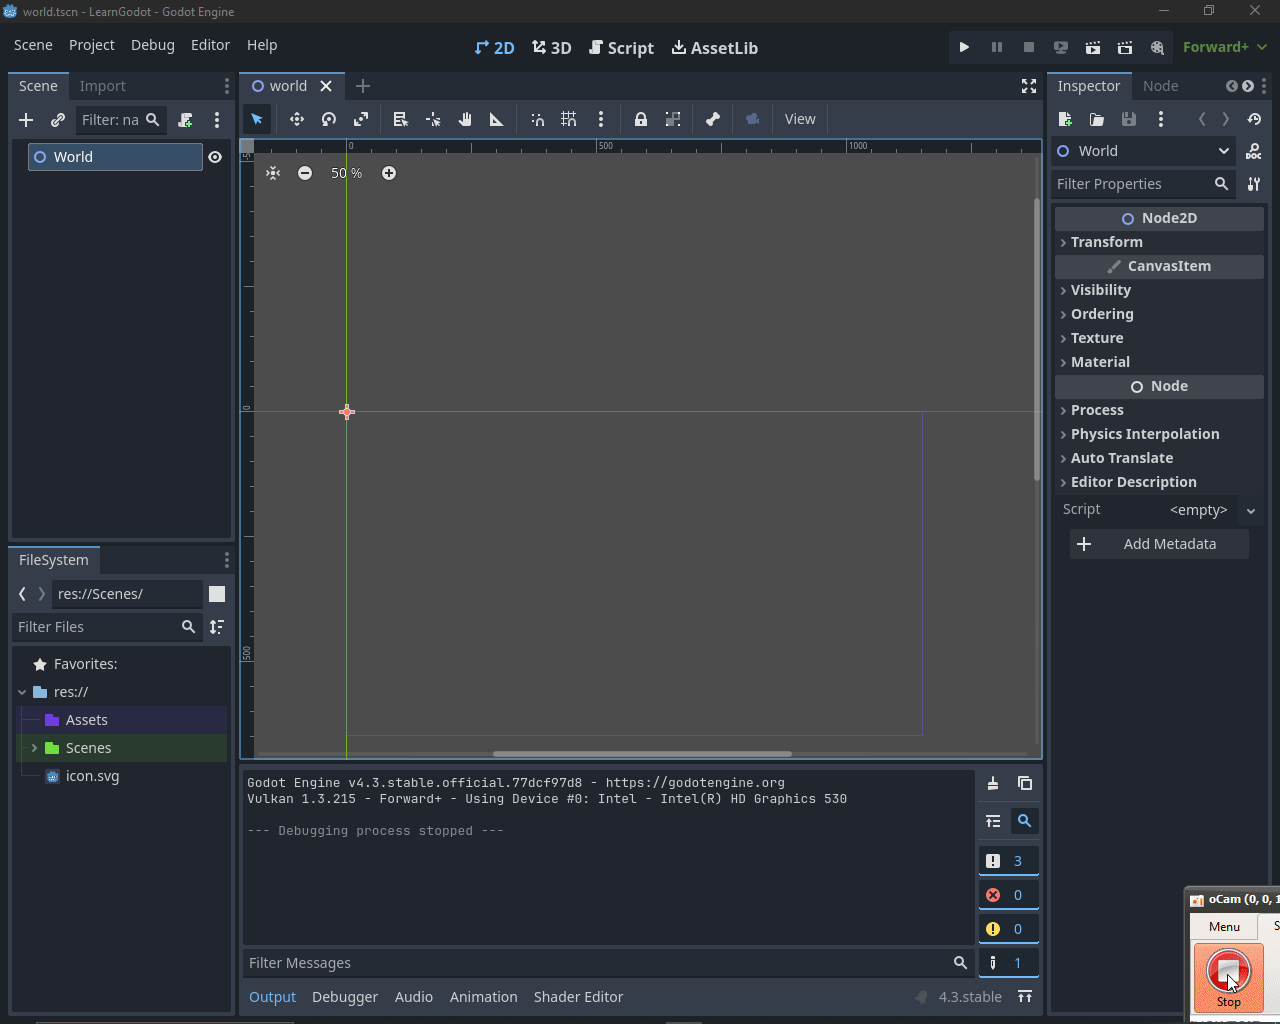 world.tscn - LearnGodot - Godot Engine
Scene Project Debug Editor Help
2D 3D Script AssetLib
Forward+
Scene Import
Filter: na
World
world
View
0 500 1000
50 %
0
500
FileSystem
res://Scenes/
Filter Files
Favorites:
res://
Assets
Scenes
icon.svg
Godot Engine v4.3.stable.official.77dcf97d8 - https://godotengine.org
Vulkan 1.3.215 - Forward+ - Using Device #0: Intel - Intel(R) HD Graphics 530
--- Debugging process stopped ---
3
0
0
1
Filter Messages
Output Debugger Audio Animation Shader Editor
4.3.stable
Inspector Node
World
DOC
Filter Properties
Node2D
Transform
CanvasItem
Visibility
Ordering
Texture
Material
Node
Process
Physics Interpolation
Auto Translate
Editor Description
Script <empty>
Add Metadata
oCam (0, 0, 1
Menu S
Stop